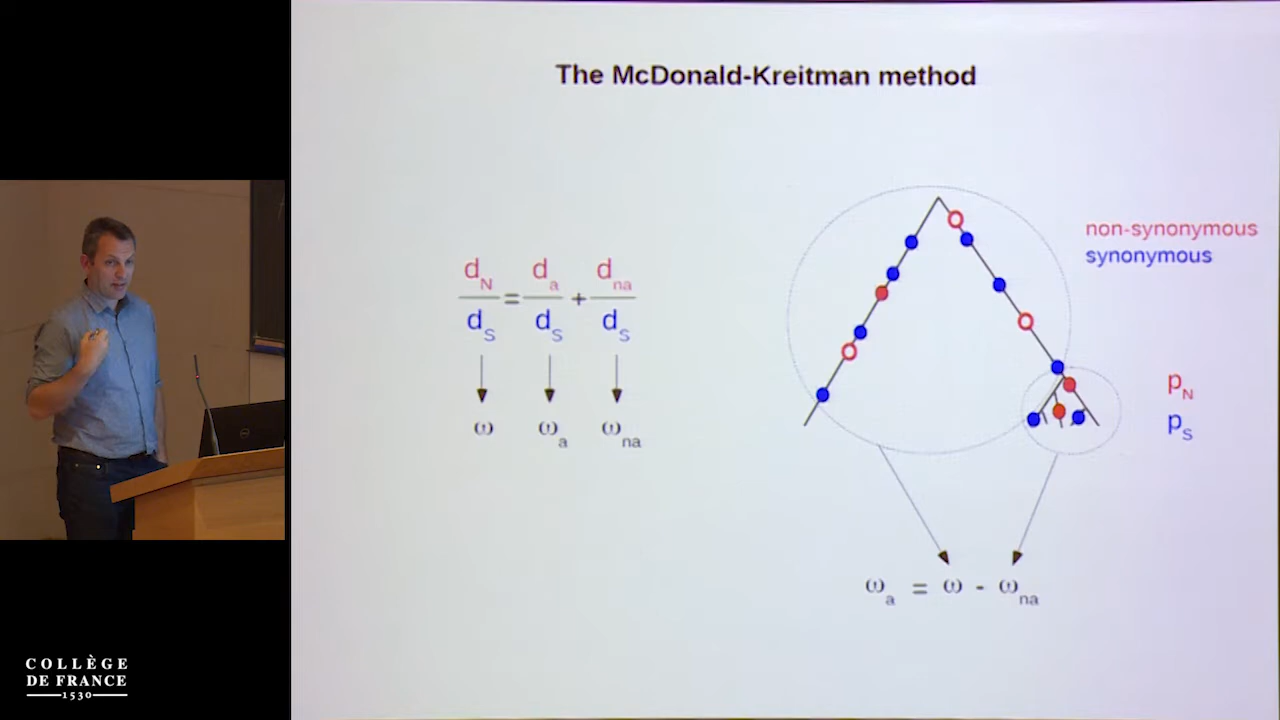 The McDonald-Kreitman method
non-synonymous
synonymous
d_N / d_S = d_a / d_S + d_na / d_S
ω ω_a ω_na
p_N
p_S
ω_a = ω - ω_na
COLLÈGE
DE FRANCE
1530